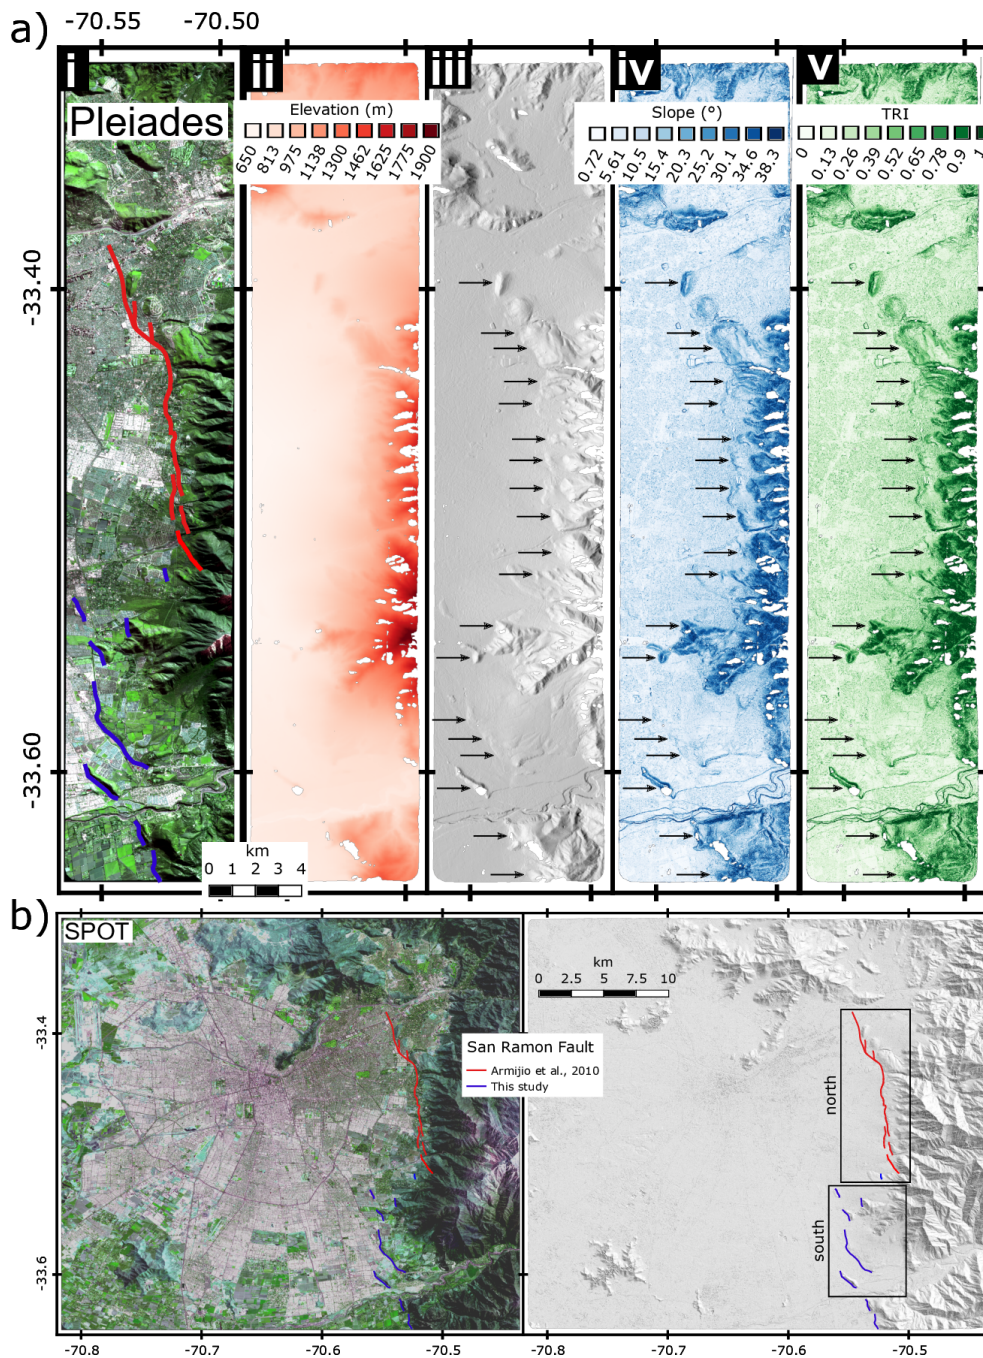 a)
-70.55 -70.50
i
ii
iii
iv
v
Pleiades
Elevation (m)
650 813 975 1138 1300 1462 1625 1775 1900
Slope (°)
0.72 5.61 10.5 15.4 20.3 25.2 30.1 34.6 38.3
TRI
0 0.13 0.26 0.39 0.52 0.65 0.78 0.9 1
-33.40
-33.60
km
0 1 2 3 4
b)
SPOT
km
0 2.5 5 7.5 10
-33.4
San Ramon Fault
Armijio et al., 2010
This study
north
south
-33.6
-70.8 -70.7 -70.6 -70.5 -70.8 -70.7 -70.6 -70.5